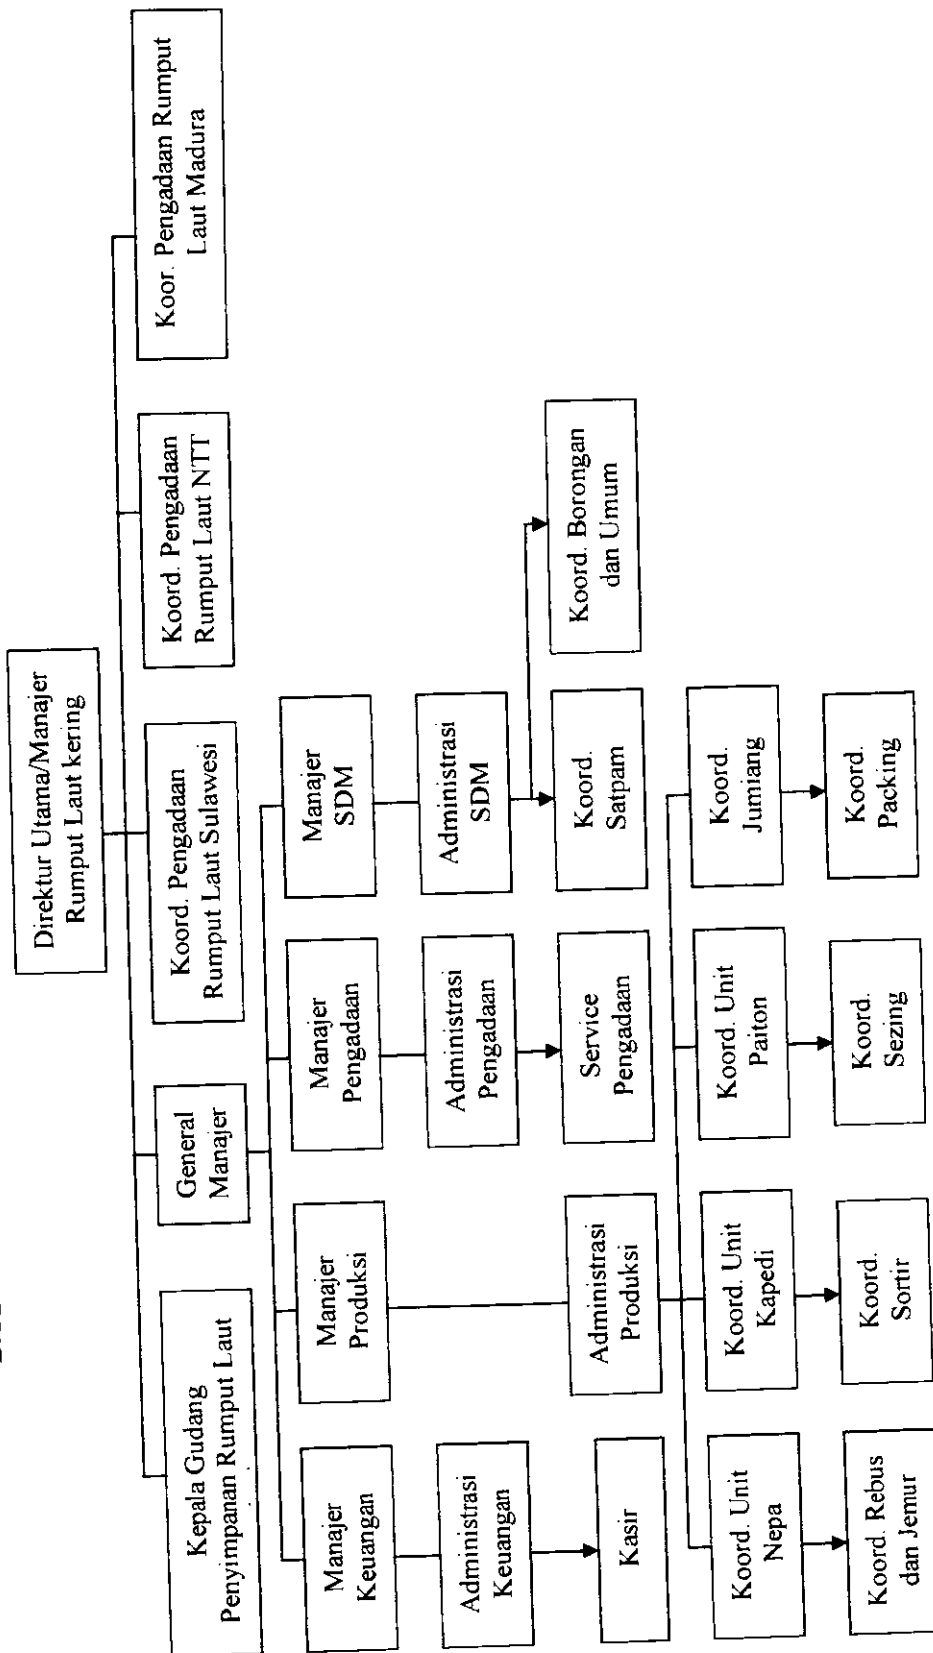 Direktur Utama/Manajer
Rumput Laut kering
Kepala Gudang
Penyimpanan Rumput Laut
General
Manajer
Koord. Pengadaan
Rumput Laut Sulawesi
Koord. Pengadaan
Rumput Laut NTT
Koor. Pengadaan Rumput
Laut Madura
Manajer
Keuangan
Manajer
Produksi
Manajer
Pengadaan
Manajer
SDM
Administrasi
Keuangan
Administrasi
Pengadaan
Administrasi
SDM
Kasir
Administrasi
Produksi
Service
Pengadaan
Koord.
Satpam
Koord. Borongan
dan Umum
Koord. Unit
Nepa
Koord. Unit
Kapedi
Koord. Unit
Paiton
Koord.
Jumiang
Koord. Rebus
dan Jemur
Koord.
Sortir
Koord.
Sezing
Koord.
Packing